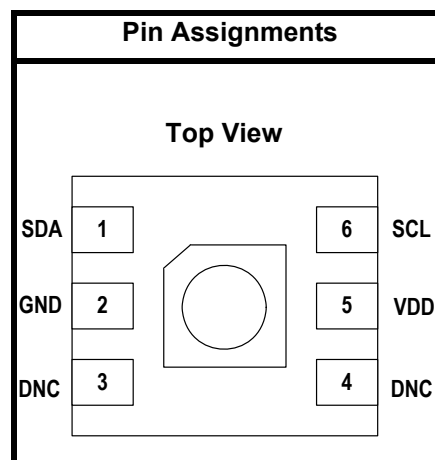 Pin Assignments
Top View
SDA 1 6 SCL
GND 2 5 VDD
DNC 3 4 DNC